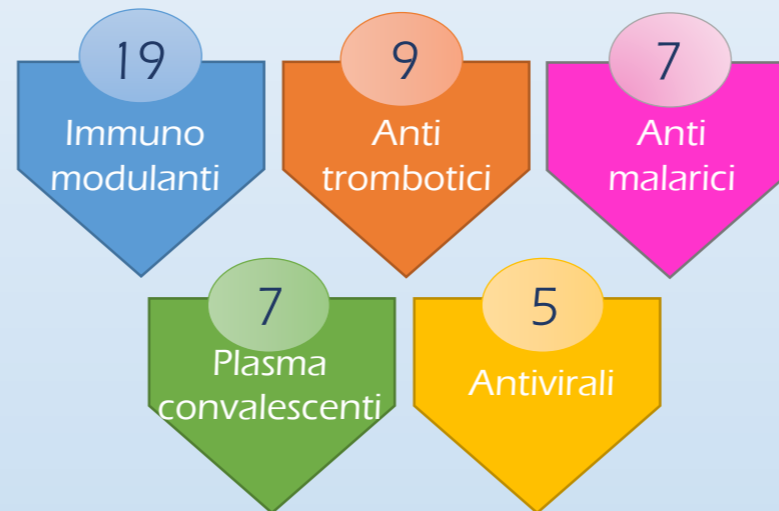 19
Immuno
modulanti
9
Anti
trombotici
7
Anti
malarici
7
Plasma
convalescenti
5
Antivirali